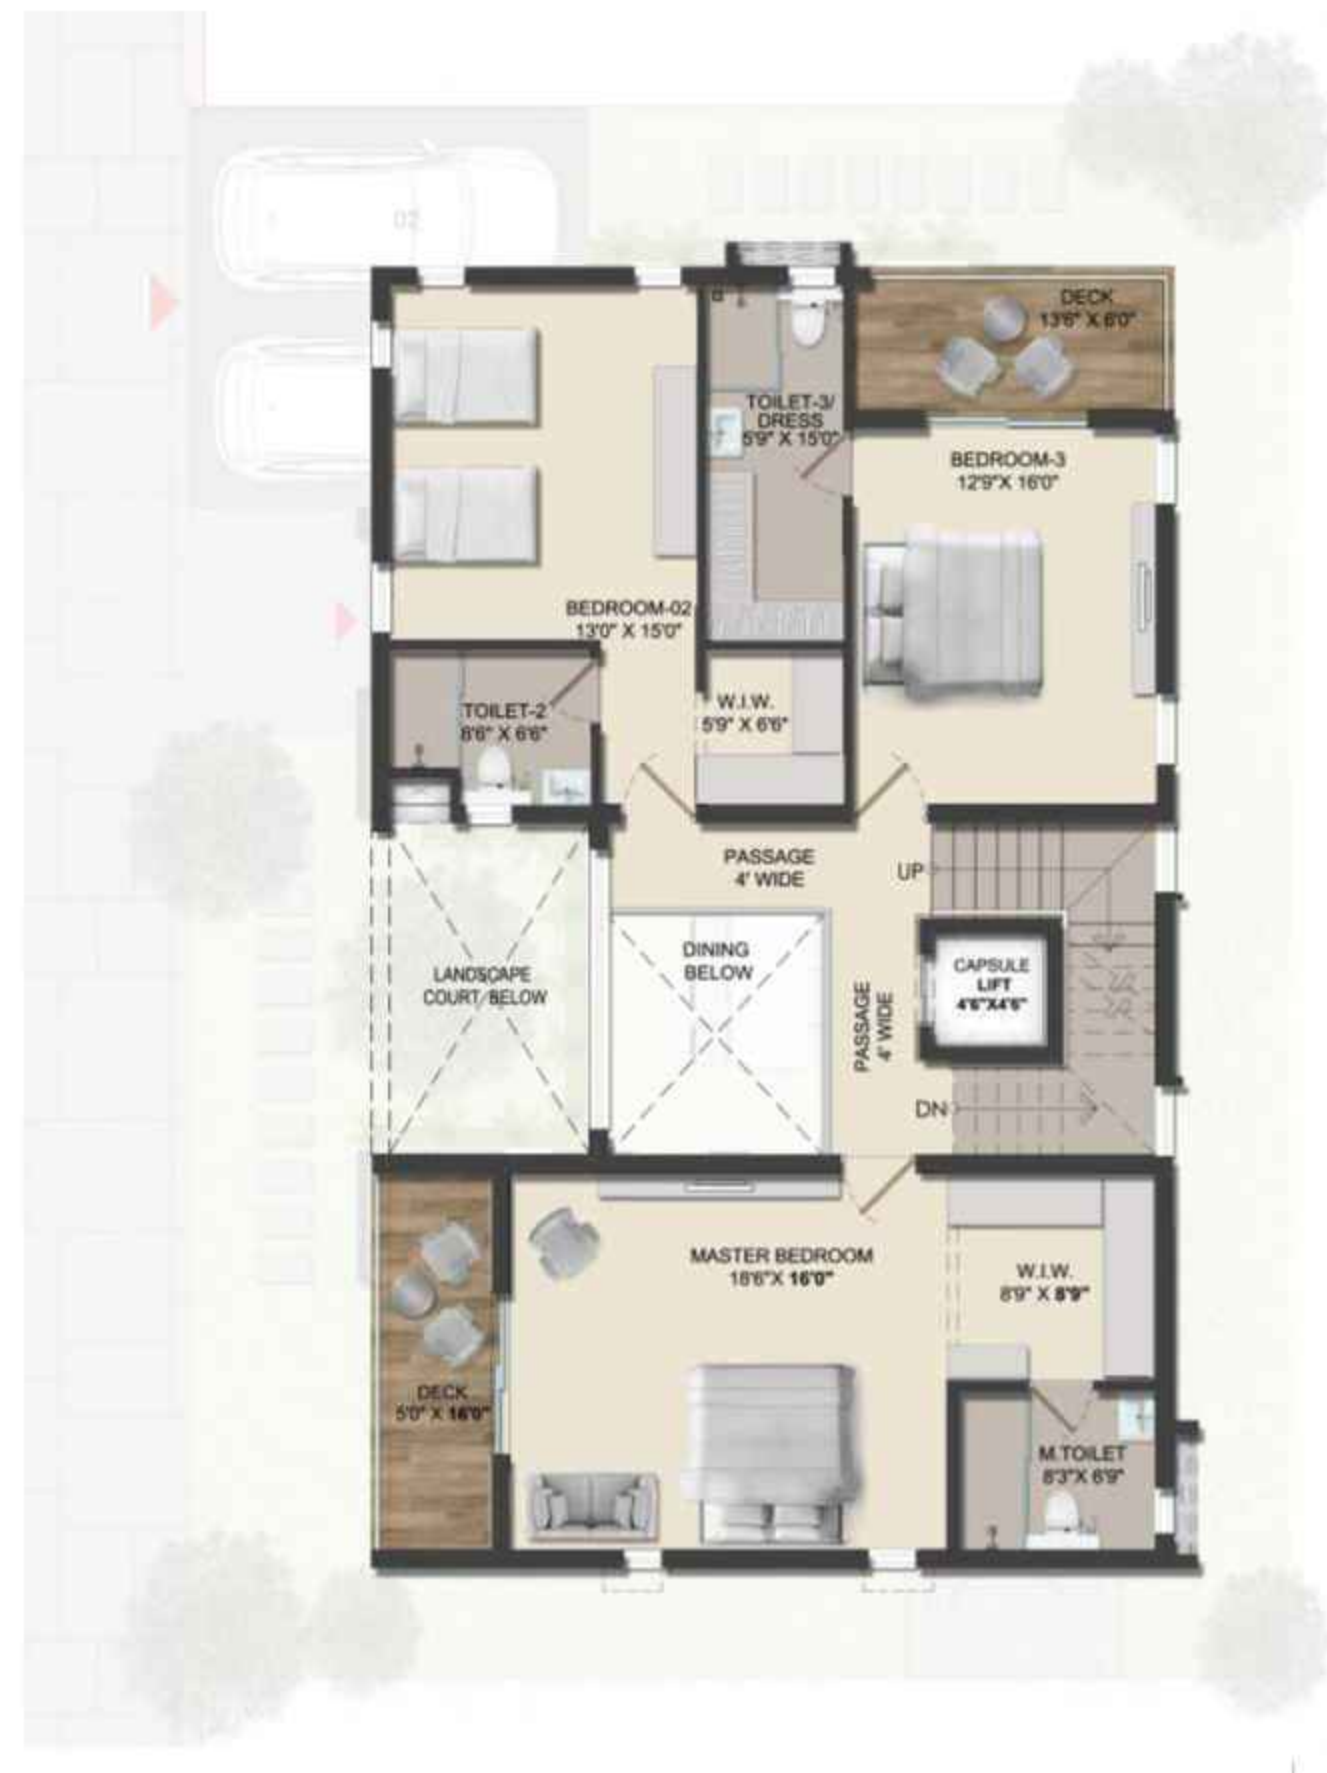 02
DECK
13'6" X 6'0"
TOILET-3/
DRESS
5'9" X 15'0"
BEDROOM-3
12'9"X 16'0"
BEDROOM-02
13'0" X 15'0"
TOILET-2
8'6" X 6'6"
W.I.W.
5'9" X 6'6"
PASSAGE
4' WIDE
UP
DINING
BELOW
LANDSCAPE
COURT BELOW
CAPSULE
LIFT
4'6"X4'6"
PASSAGE
4' WIDE
DN
MASTER BEDROOM
18'6"X 16'0"
W.I.W.
8'9" X 8'9"
DECK
5'0" X 16'0"
M.TOILET
8'3"X 6'9"